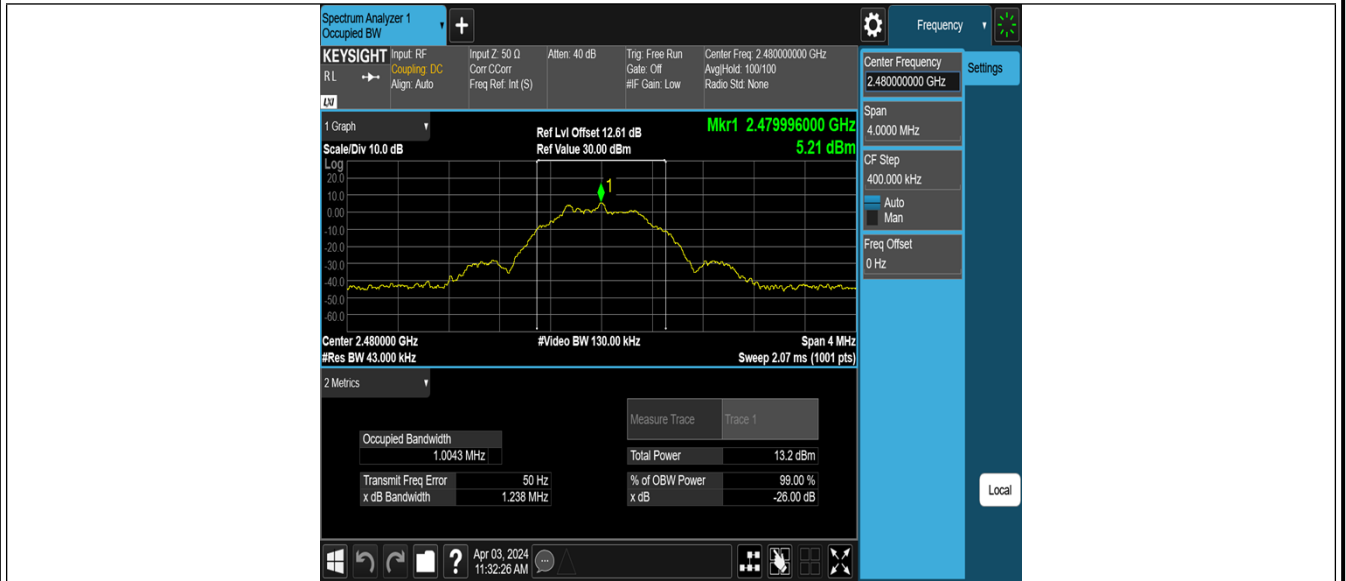 Spectrum Analyzer 1
Occupied BW
+
Frequency
KEYSIGHT
RL
LXI
Input: RF
Coupling: DC
Align: Auto
Input Z: 50 Ω
Corr CCorr
Freq Ref: Int (S)
Atten: 40 dB
Trig: Free Run
Gate: Off
#IF Gain: Low
Center Freq: 2.480000000 GHz
Avg|Hold: 100/100
Radio Std: None
Center Frequency
2.480000000 GHz
Settings
Span
4.0000 MHz
CF Step
400.000 kHz
Auto
Man
Freq Offset
0 Hz
Local
1 Graph
Scale/Div 10.0 dB
Ref Lvl Offset 12.61 dB
Ref Value 30.00 dBm
Mkr1 2.479996000 GHz
5.21 dBm
Log
20.0
10.0
0.00
-10.0
-20.0
-30.0
-40.0
-50.0
-60.0
1
Center 2.480000 GHz
#Res BW 43.000 kHz
#Video BW 130.00 kHz
Span 4 MHz
Sweep 2.07 ms (1001 pts)
2 Metrics
Measure Trace Trace 1
Occupied Bandwidth
1.0043 MHz
Total Power 13.2 dBm
Transmit Freq Error 50 Hz
% of OBW Power 99.00 %
x dB Bandwidth 1.238 MHz
x dB -26.00 dB
?
Apr 03, 2024
11:32:26 AM